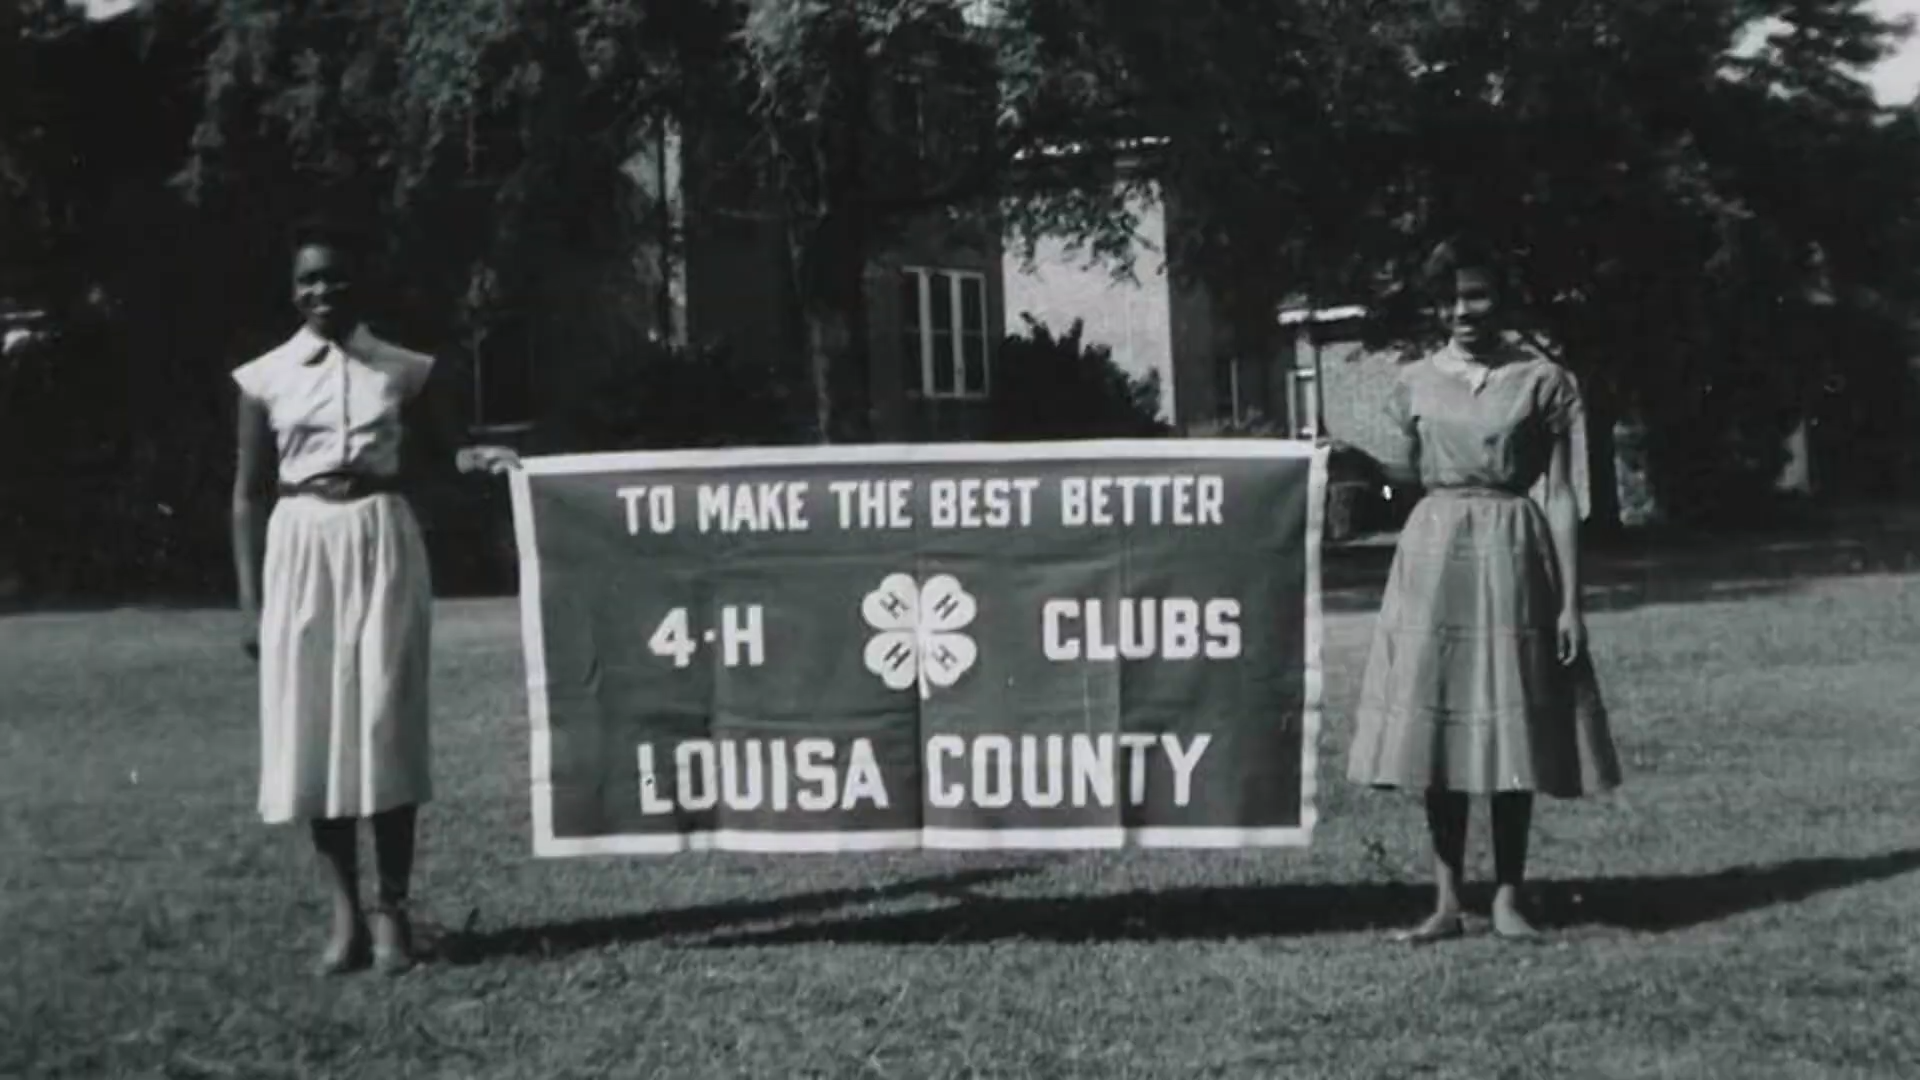 TO MAKE THE BEST BETTER
4-H CLUBS
H H
H H
LOUISA COUNTY